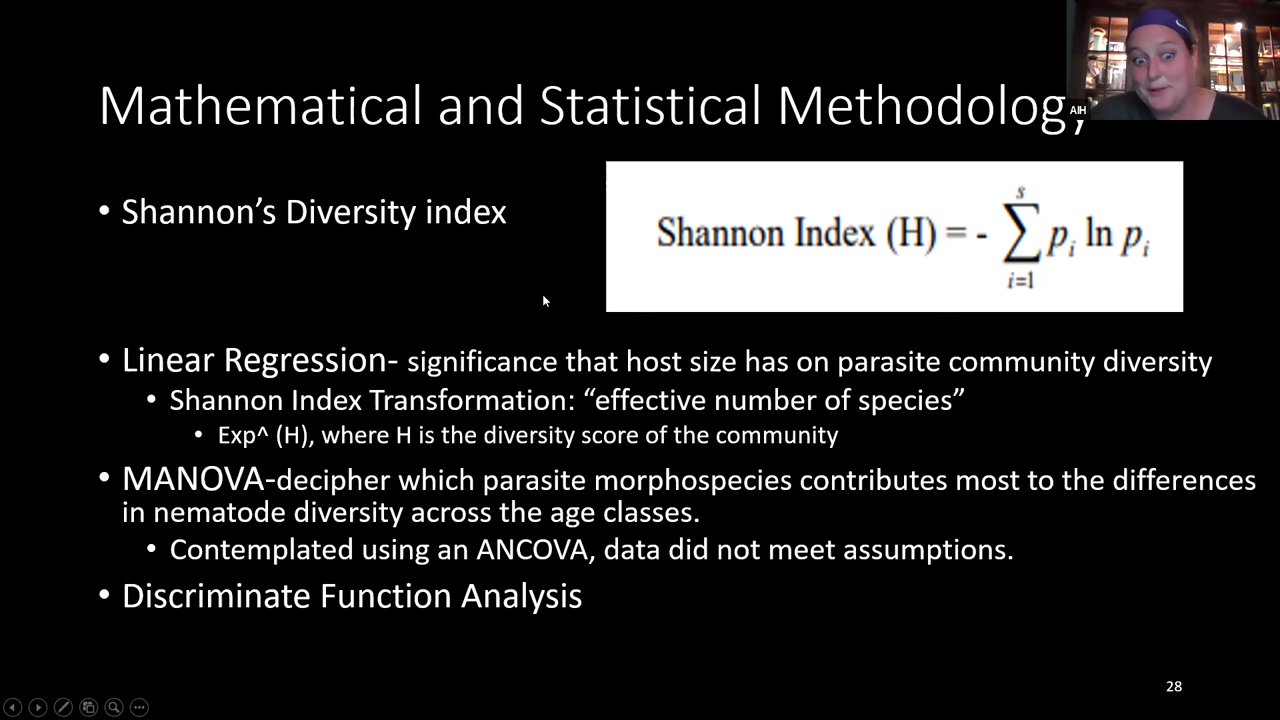 Mathematical and Statistical Methodology
AIH
• Shannon’s Diversity index
Shannon Index (H) = - s ∑ i=1 pᵢ ln pᵢ
• Linear Regression- significance that host size has on parasite community diversity
• Shannon Index Transformation: “effective number of species”
• Exp^ (H), where H is the diversity score of the community
• MANOVA-decipher which parasite morphospecies contributes most to the differences
in nematode diversity across the age classes.
• Contemplated using an ANCOVA, data did not meet assumptions.
• Discriminate Function Analysis
28